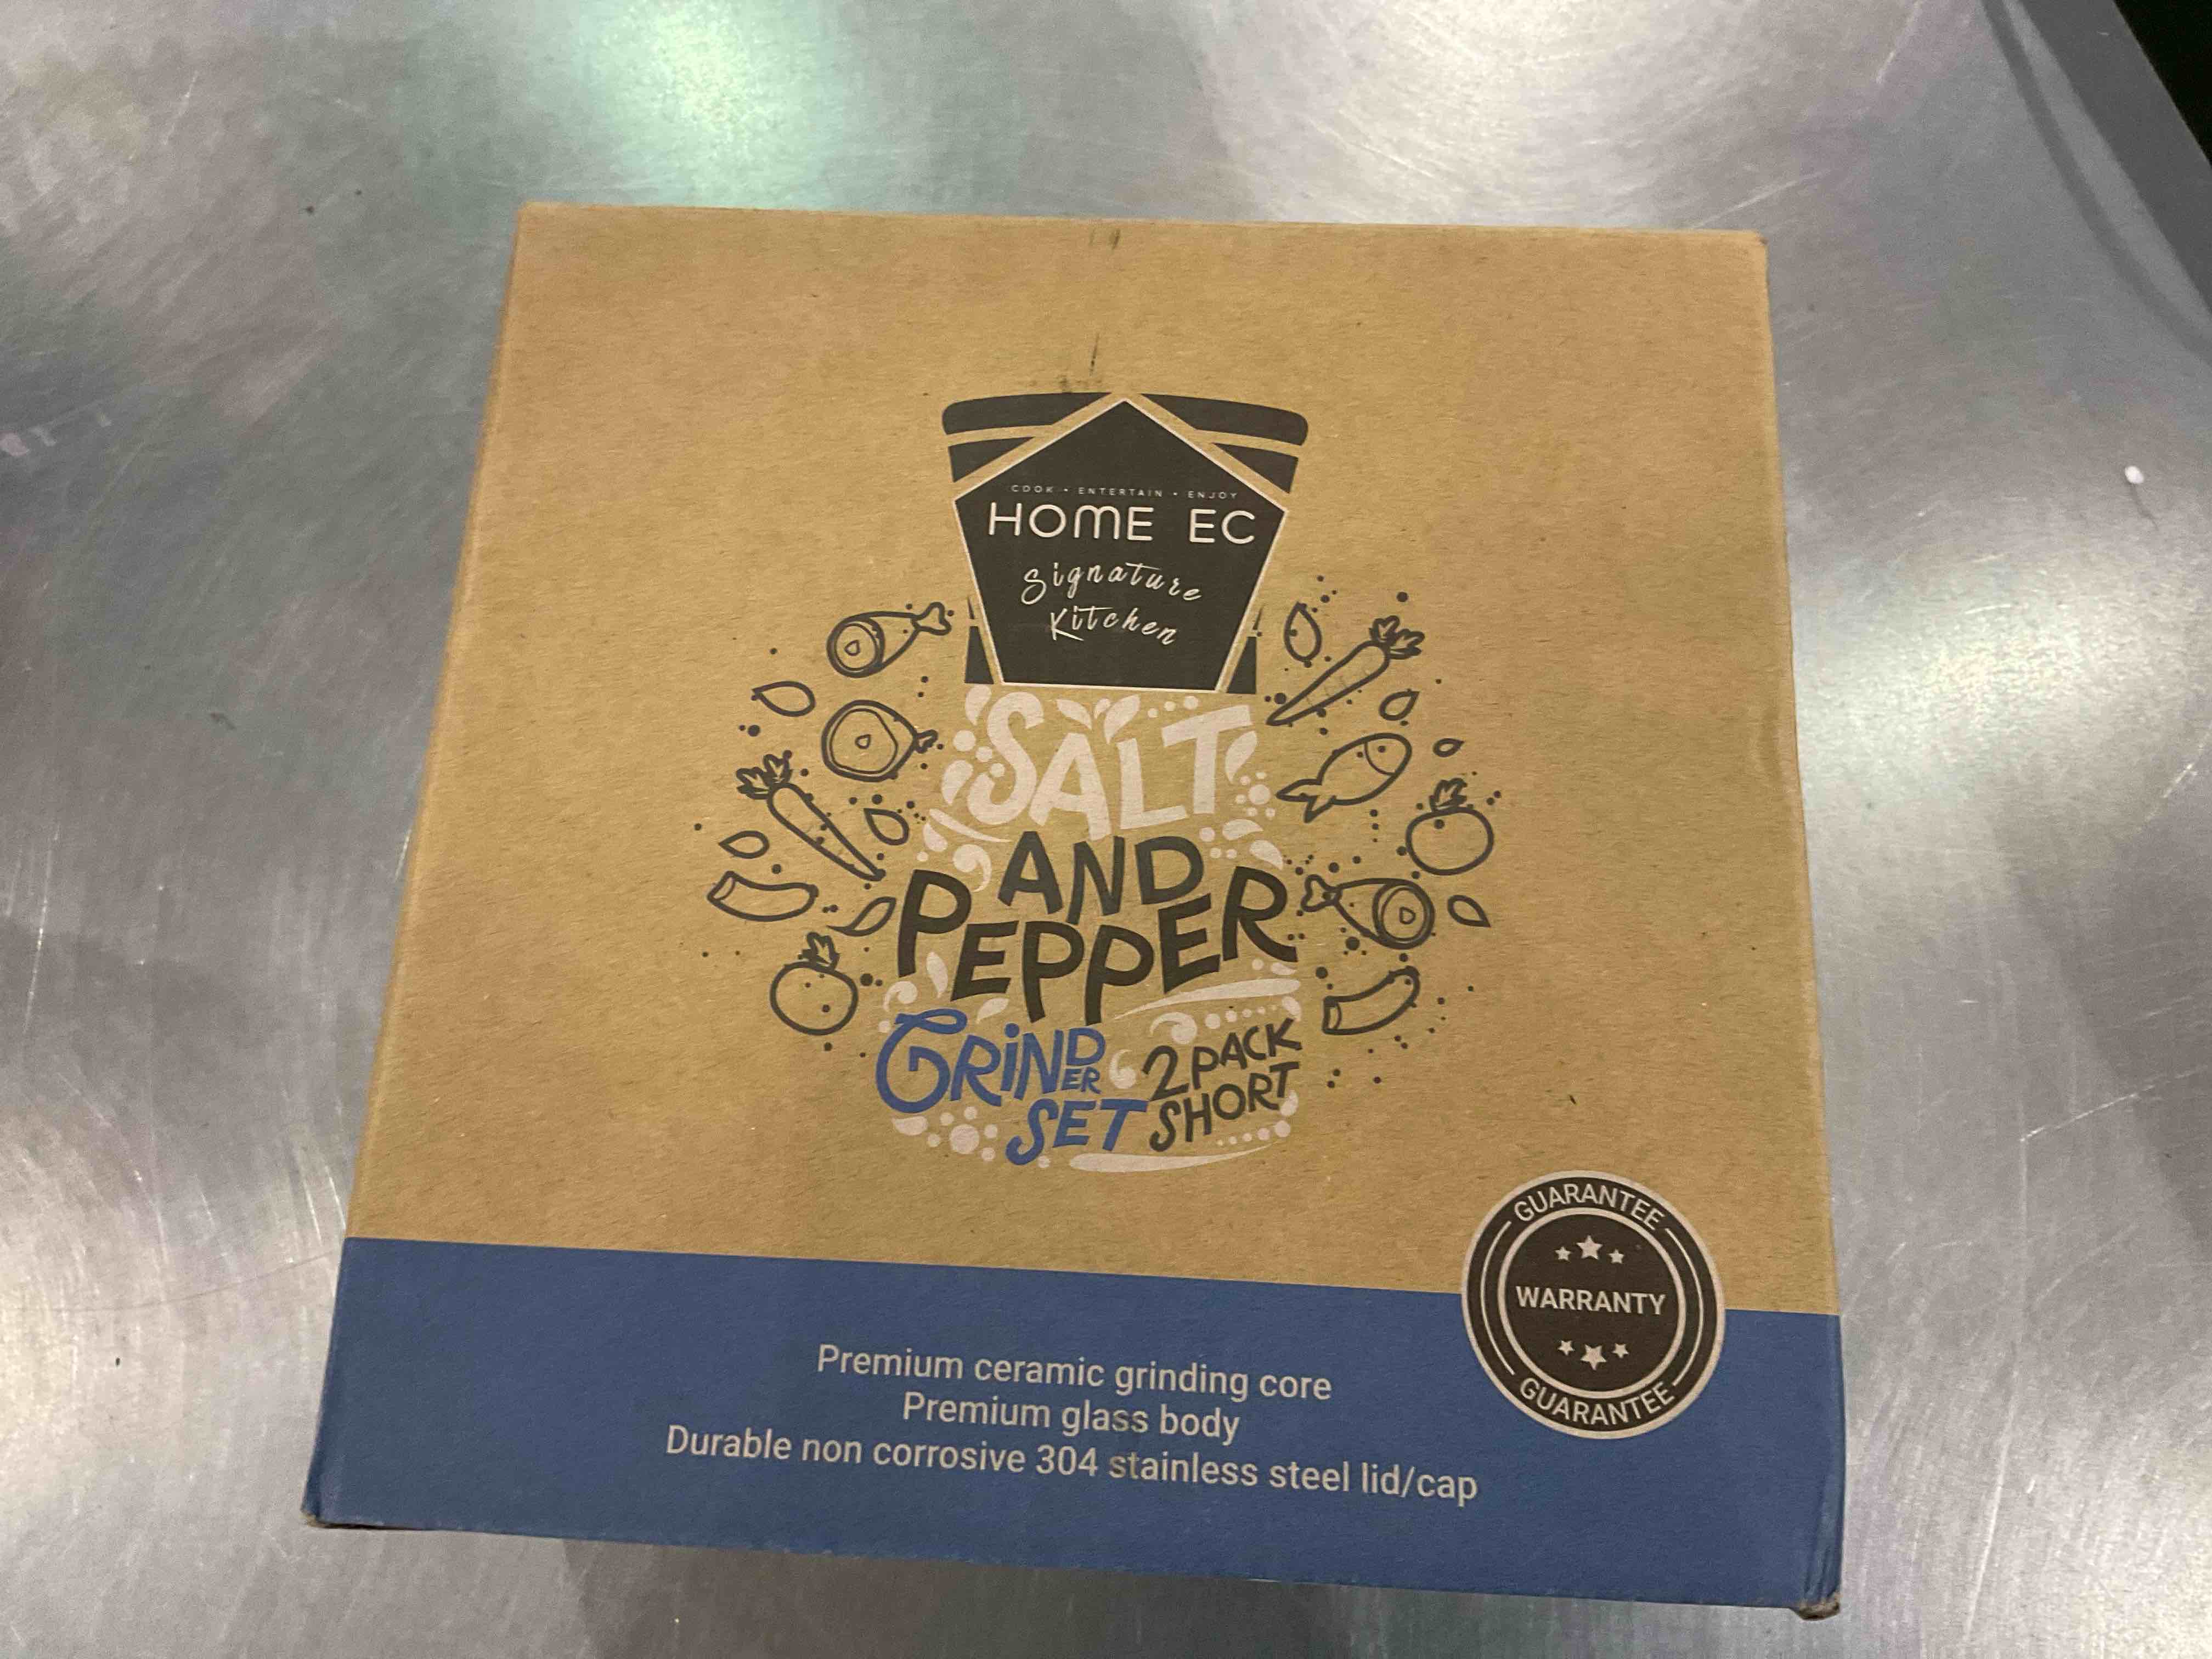 COOK • ENTERTAIN • ENJOY
HOME EC
Signature
Kitchen
SALT
AND
PEPPER
GRINDER
SET
2 PACK
SHORT
GUARANTEE
WARRANTY
GUARANTEE
Premium ceramic grinding core
Premium glass body
Durable non corrosive 304 stainless steel lid/cap